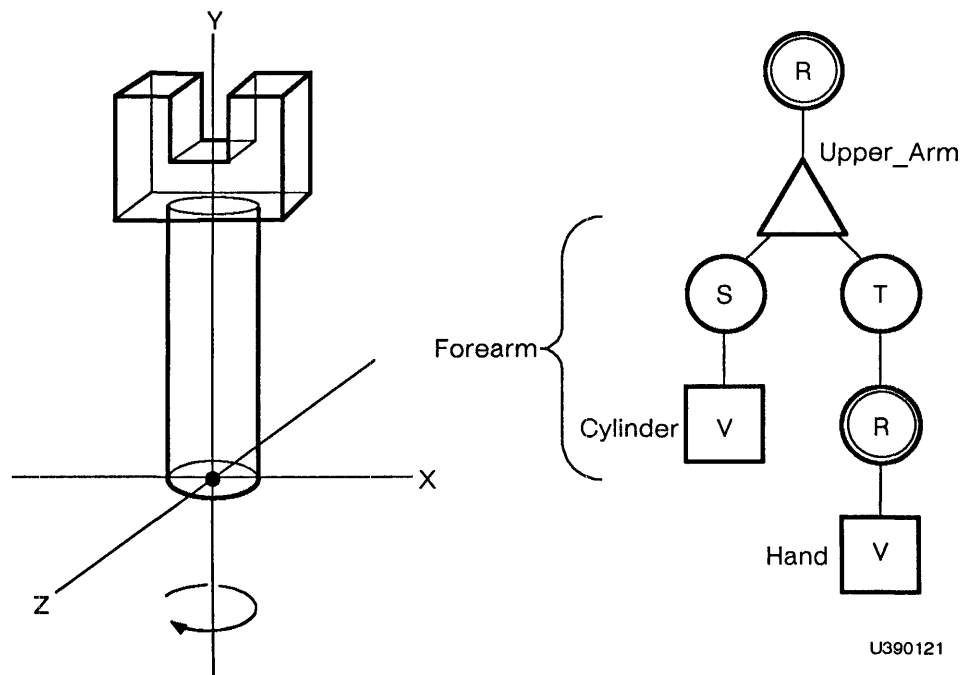 Y
X
Z
R
Upper_Arm
S
T
Forearm
Cylinder
V
R
Hand
V
U390121